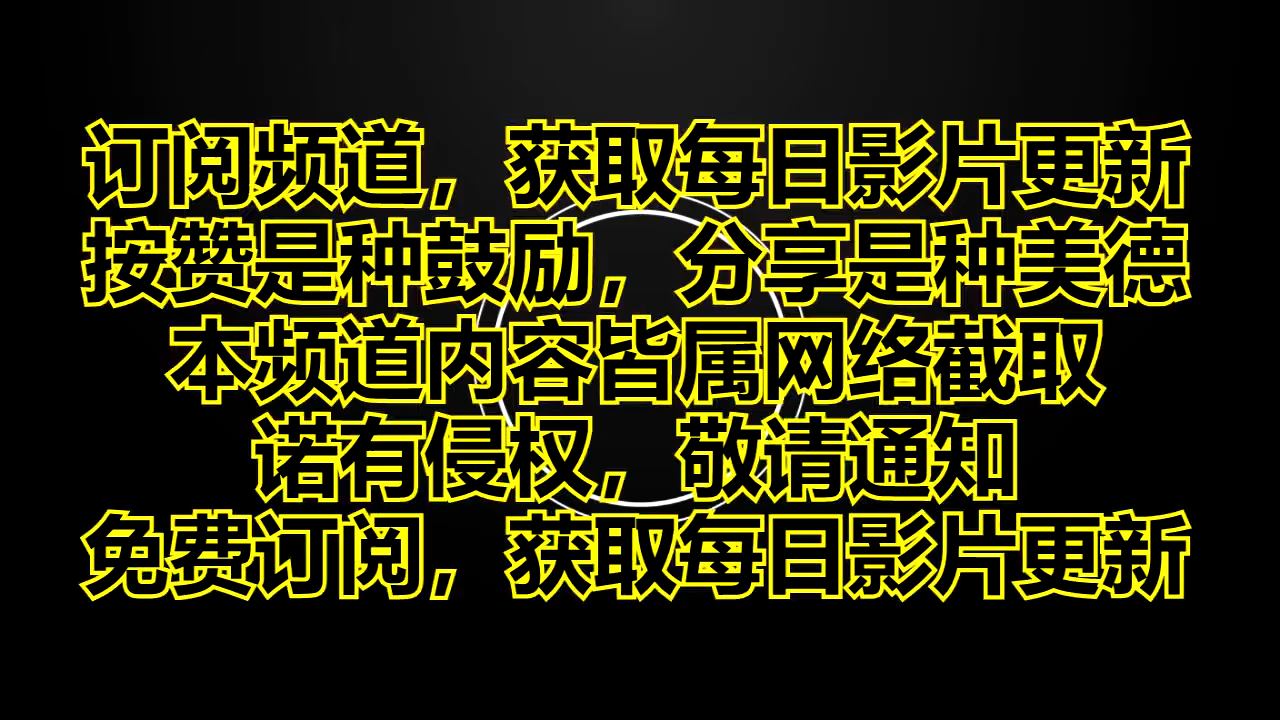 订阅频道，获取每日影片更新
按赞是种鼓励，分享是种美德
本频道内容皆属网络截取
诺有侵权，敬请通知
免费订阅，获取每日影片更新